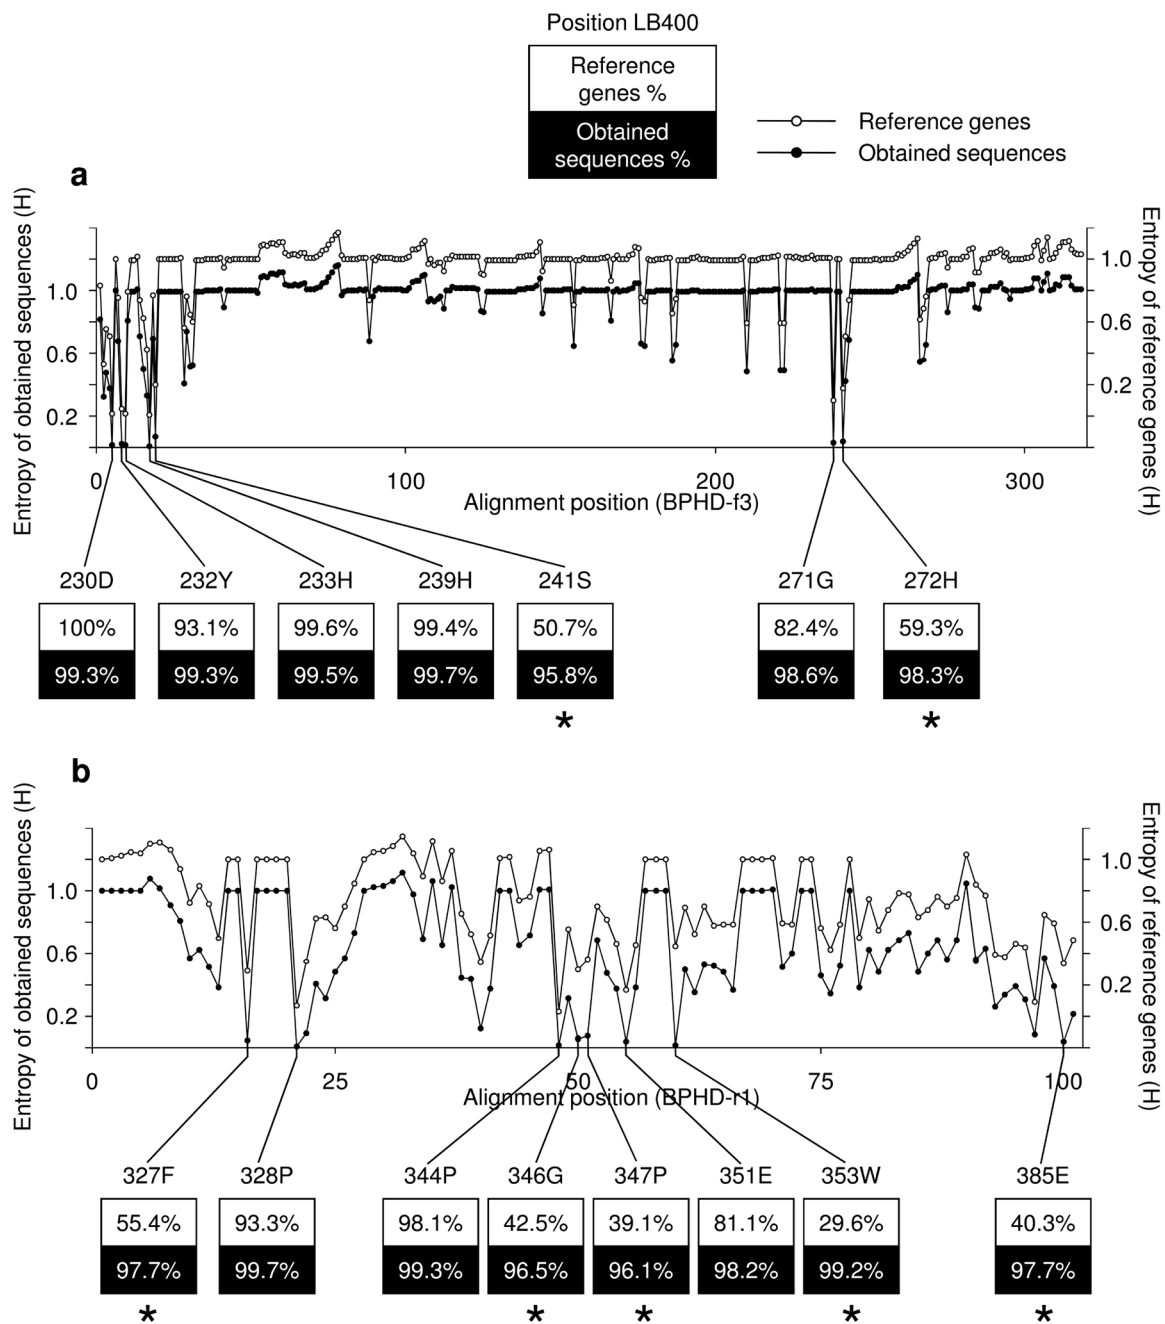 Position LB400
Reference
genes %
Obtained
sequences %
Reference genes
Obtained sequences
a
Entropy of obtained sequences (H)
1.0
0.6
0.2
1.0
0.6
0.2
Entropy of reference genes (H)
0
100
200
300
Alignment position (BPHD-f3)
230D
232Y
233H
239H
241S
271G
272H
100%
93.1%
99.6%
99.4%
50.7%
82.4%
59.3%
99.3%
99.3%
99.5%
99.7%
95.8%
98.6%
98.3%
*
*
b
Entropy of obtained sequences (H)
1.0
0.6
0.2
1.0
0.6
0.2
Entropy of reference genes (H)
0
25
50
75
100
Alignment position (BPHD-r1)
327F
328P
344P
346G
347P
351E
353W
385E
55.4%
93.3%
98.1%
42.5%
39.1%
81.1%
29.6%
40.3%
97.7%
99.7%
99.3%
96.5%
96.1%
98.2%
99.2%
97.7%
*
*
*
*
*